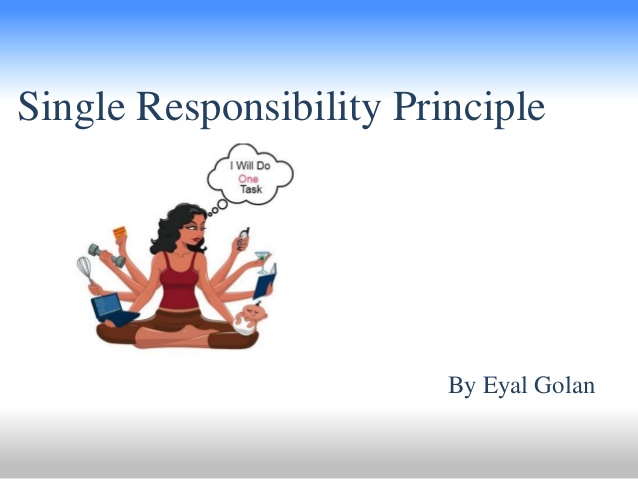 Single Responsibility Principle
I Will Do
One
Task
By Eyal Golan